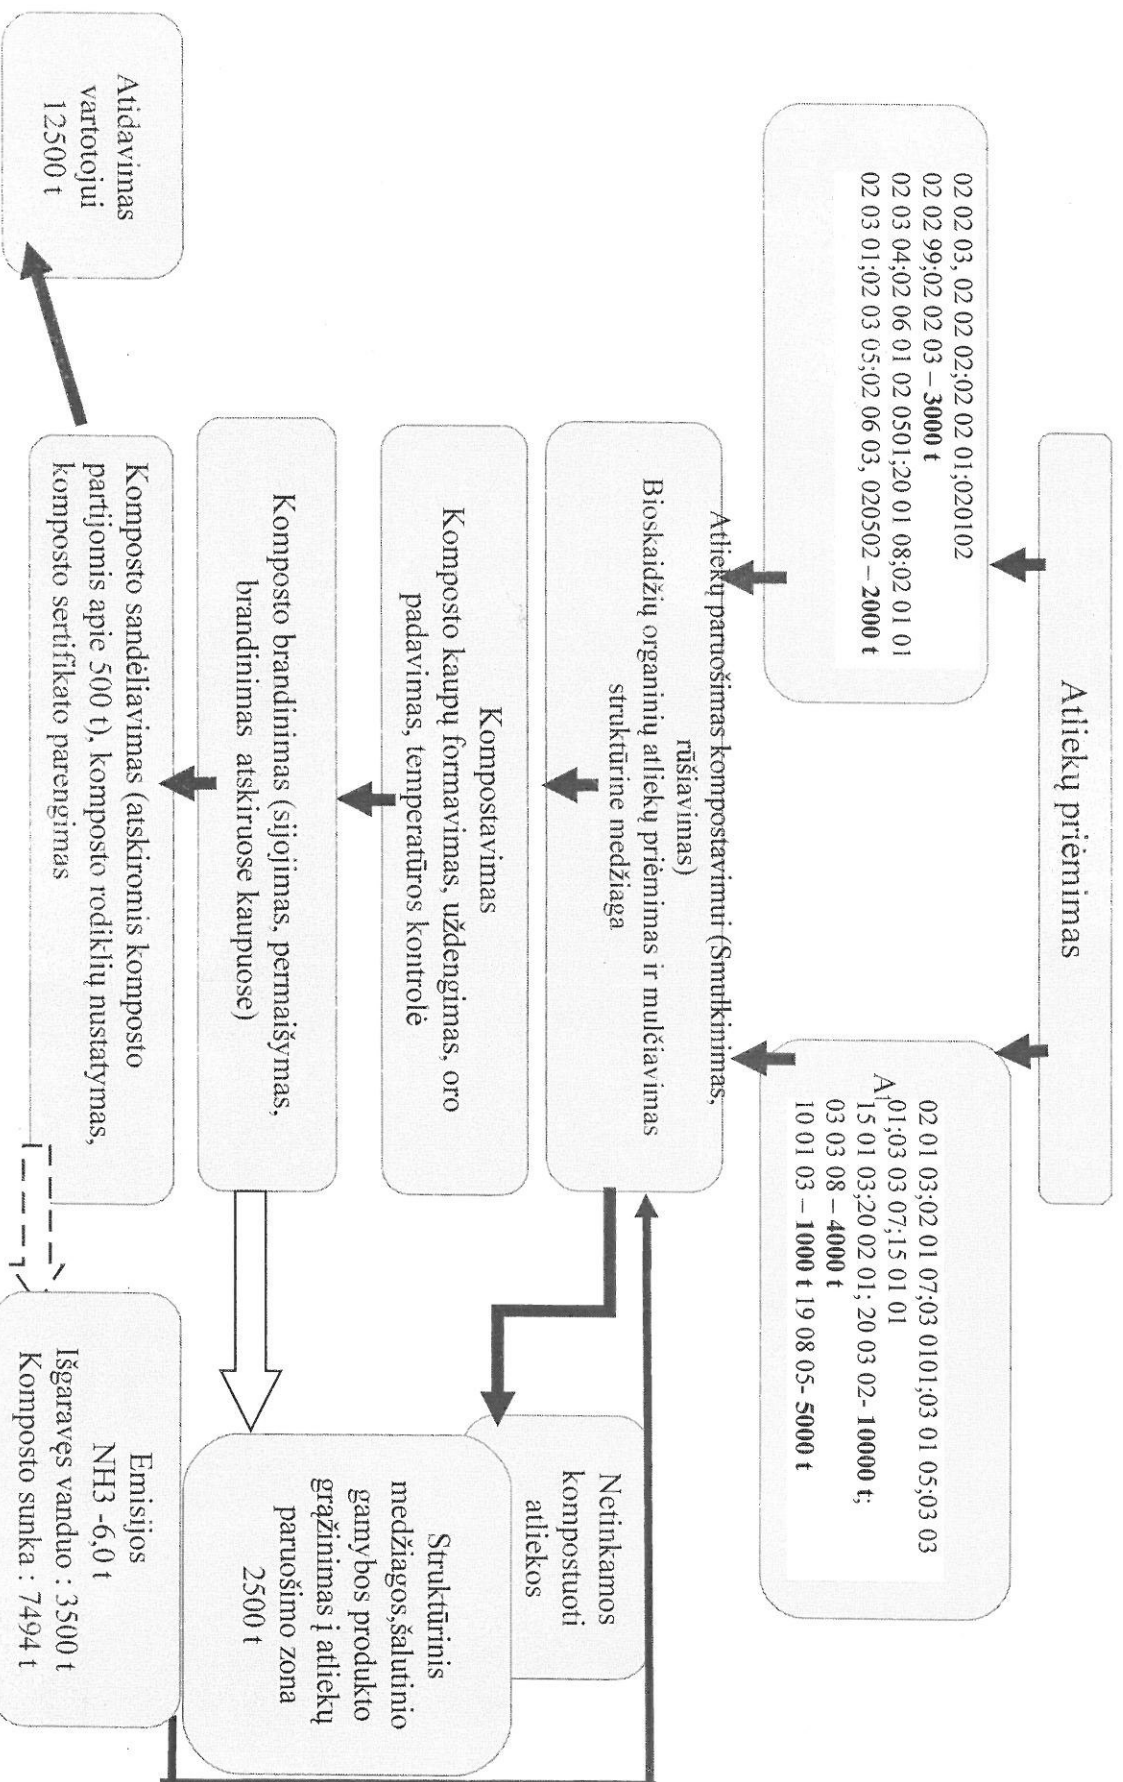 Atliekų priėmimas
02 02 03, 02 02 02;02 02 01;020102
02 02 99;02 02 03 – 3000 t
02 03 04;02 06 01 02 0501;20 01 08;02 01 01
02 03 01;02 03 05;02 06 03, 020502 – 2000 t
02 01 03;02 01 07;03 0101;03 01 05;03 03
01;03 03 07;15 01 01
15 01 03;20 02 01; 20 03 02- 10000 t;
03 03 08 – 4000 t
10 01 03 – 1000 t 19 08 05- 5000 t
Atliekų paruošimas kompostavimui (Smulkinimas,
rūšiavimas)
Bioskaidžių organinių atliekų priėmimas ir mulčiavimas
struktūrine medžiaga
Kompostavimas
Komposto kaupų formavimas, uždengimas, oro
padavimas, temperatūros kontrolė
Komposto brandinimas (sijojimas, permaišymas,
brandinimas atskiruose kaupuose)
Komposto sandėliavimas (atskiromis komposto
partijomis apie 500 t), komposto rodiklių nustatymas,
komposto sertifikato parengimas
Atidavimas
vartotojui
12500 t
Netinkamos
kompostuoti
atliekos
Struktūrinis
medžiagos,šalutinio
gamybos produkto
grąžinimas į atliekų
paruošimo zona
2500 t
Emisijos
NH3 -6,0 t
Išgaravęs vanduo : 3500 t
Komposto sunka : 7494 t